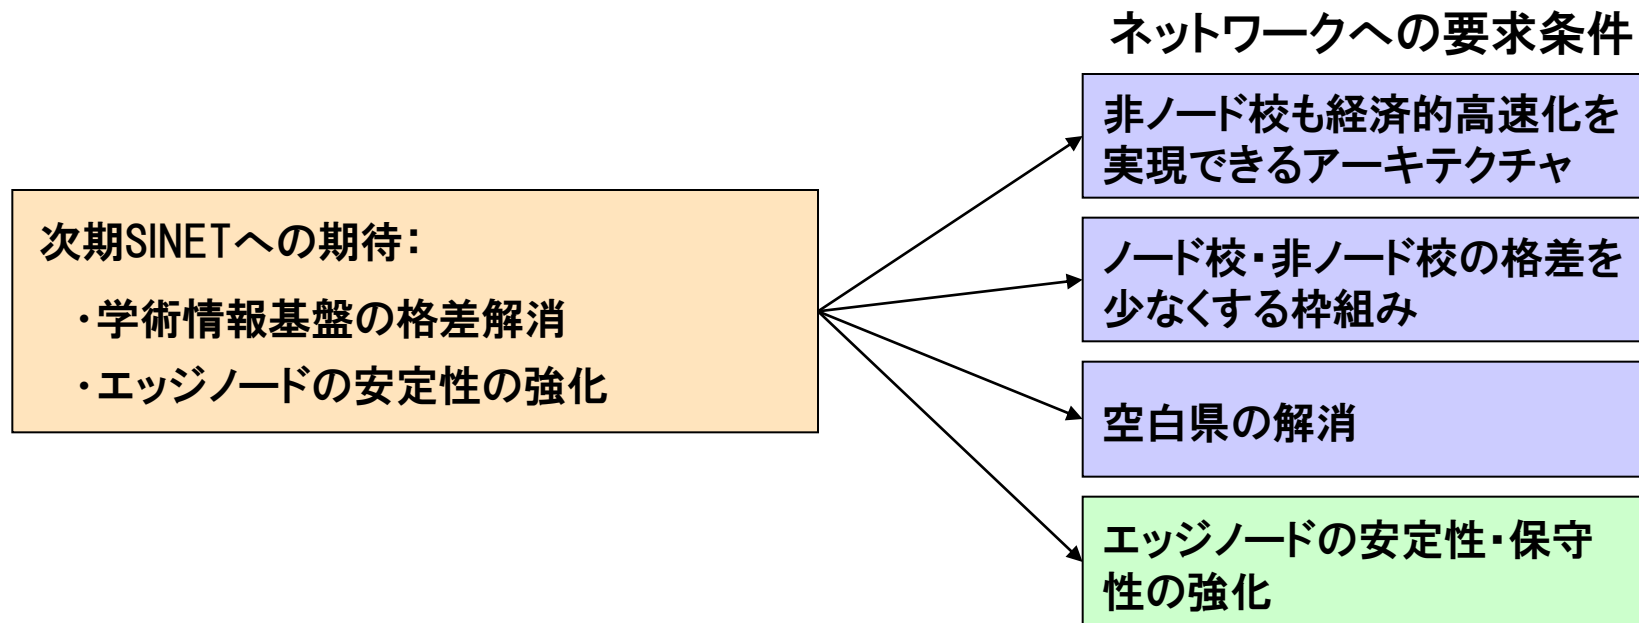 ネットワークへの要求条件
次期SINETへの期待:
・学術情報基盤の格差解消
・エッジノードの安定性の強化
非ノード校も経済的高速化を
実現できるアーキテクチャ
ノード校・非ノード校の格差を
少なくする枠組み
空白県の解消
エッジノードの安定性・保守
性の強化